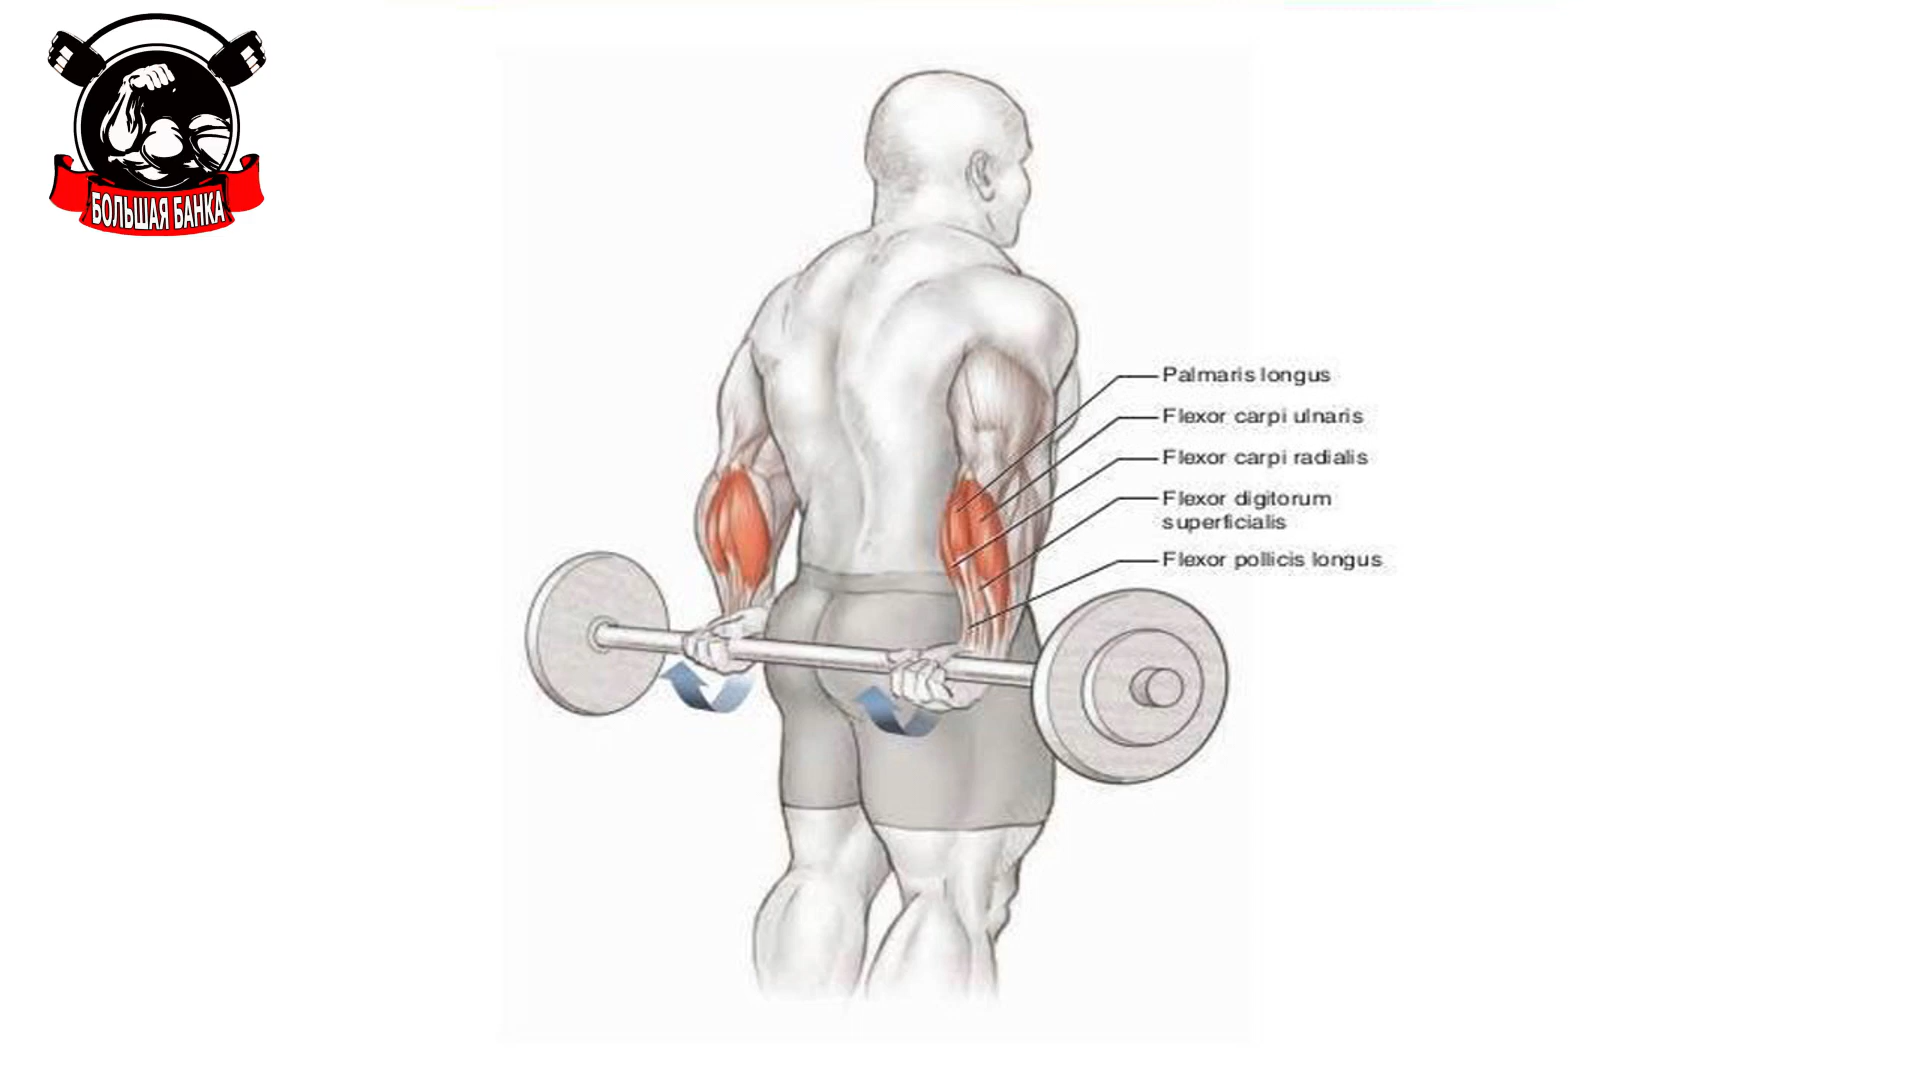 БОЛЬШАЯ БАНКА
Palmaris longus
Flexor carpi ulnaris
Flexor carpi radialis
Flexor digitorum
superficialis
Flexor pollicis longus